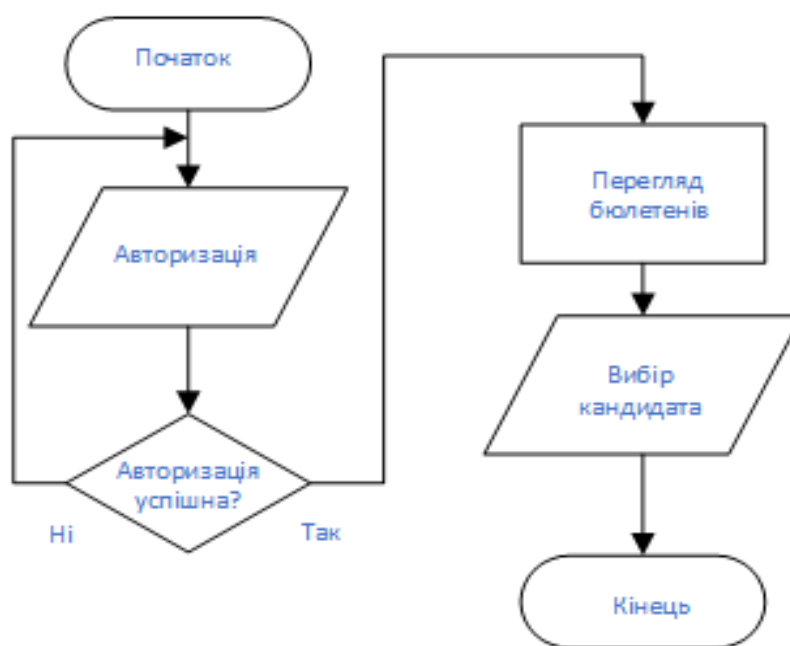 Початок
Авторизація
Авторизація
успішна?
Ні
Так
Перегляд
бюлетенів
Вибір
кандидата
Кінець